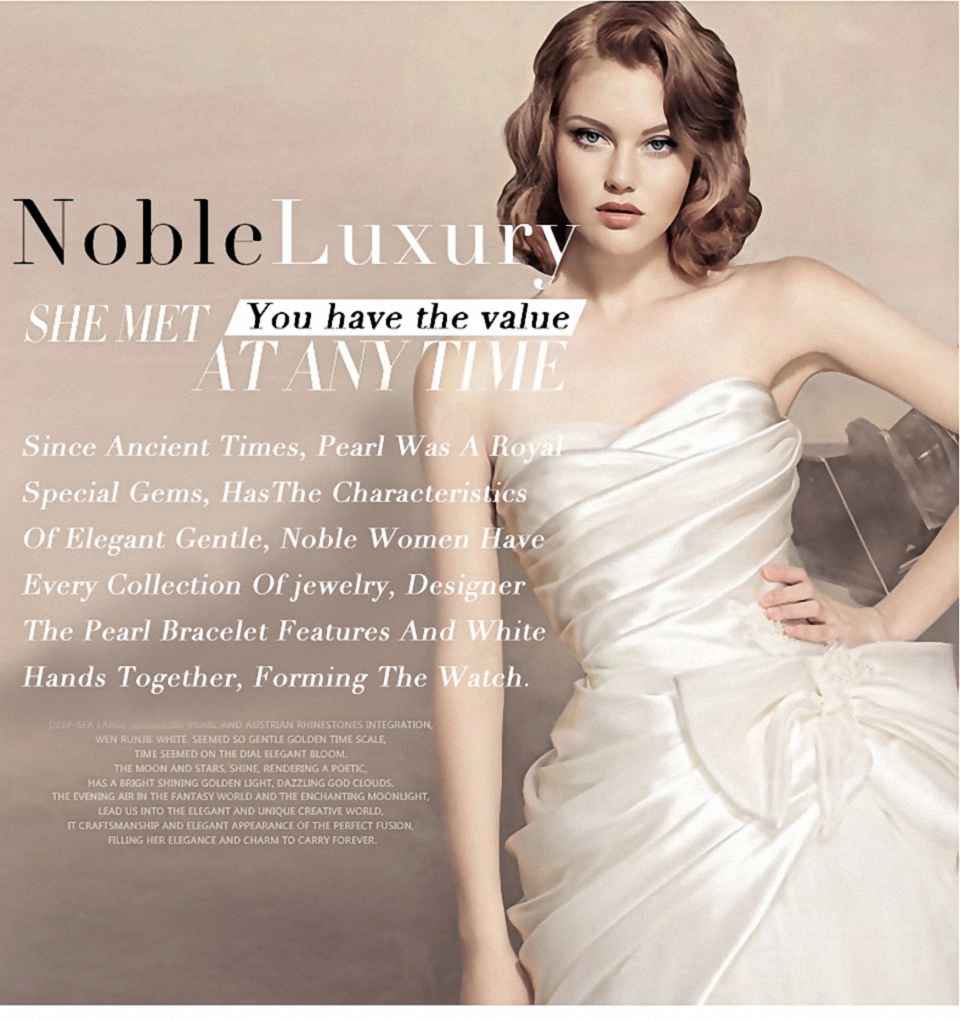 NobleLuxury
SHE MET You have the value
AT ANY TIME
Since Ancient Times, Pearl Was A Royal
Special Gems, HasThe Characteristics
Of Elegant Gentle, Noble Women Have
Every Collection Of jewelry, Designer
The Pearl Bracelet Features And White
Hands Together, Forming The Watch.
DEEP-SEA LARGE PEARL AND AUSTRIAN RHINESTONES INTEGRATION,
WEN RUNJIE WHITE. SEEMED SO GENTLE GOLDEN TIME SCALE,
TIME SEEMED ON THE DIAL ELEGANT BLOOM.
THE MOON AND STARS, SHINE, RENDERING A POETIC,
HAS A BRIGHT SHINING GOLDEN LIGHT, DAZZLING GOD CLOUDS.
THE EVENING AIR IN THE FANTASY WORLD AND THE ENCHANTING MOONLIGHT,
LEAD US INTO THE ELEGANT AND UNIQUE CREATIVE WORLD,
IT CRAFTSMANSHIP AND ELEGANT APPEARANCE OF THE PERFECT FUSION,
FILLING HER ELEGANCE AND CHARM TO CARRY FOREVER.